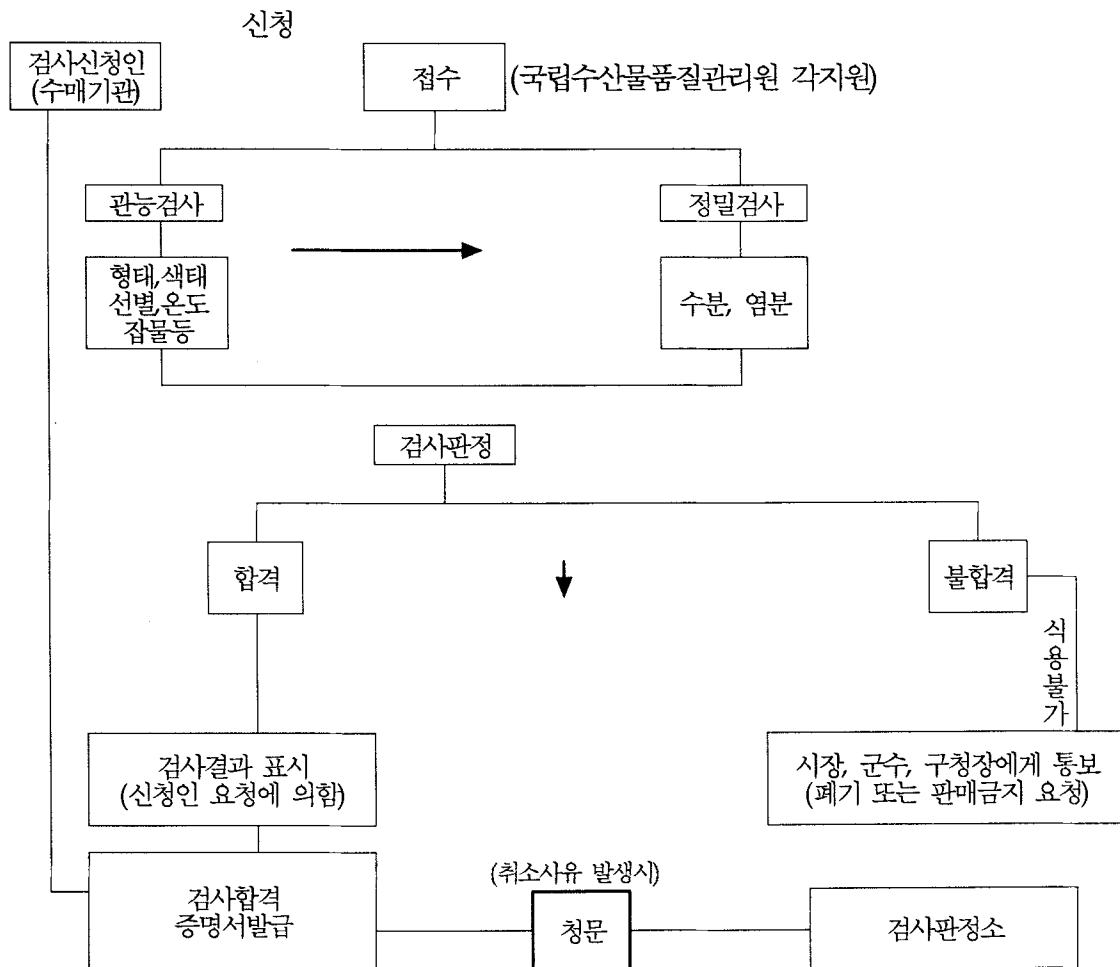 신청
검사신청인
(수매기관)
접수
(국립수산물품질관리원 각지원)
관능검사
정밀검사
형태,색태
선별,온도
잡물등
수분, 염분
검사판정
합격
불합격
식용불가
검사결과 표시
(신청인 요청에 의함)
시장, 군수, 구청장에게 통보
(폐기 또는 판매금지 요청)
(취소사유 발생시)
검사합격
증명서발급
청문
검사판정소